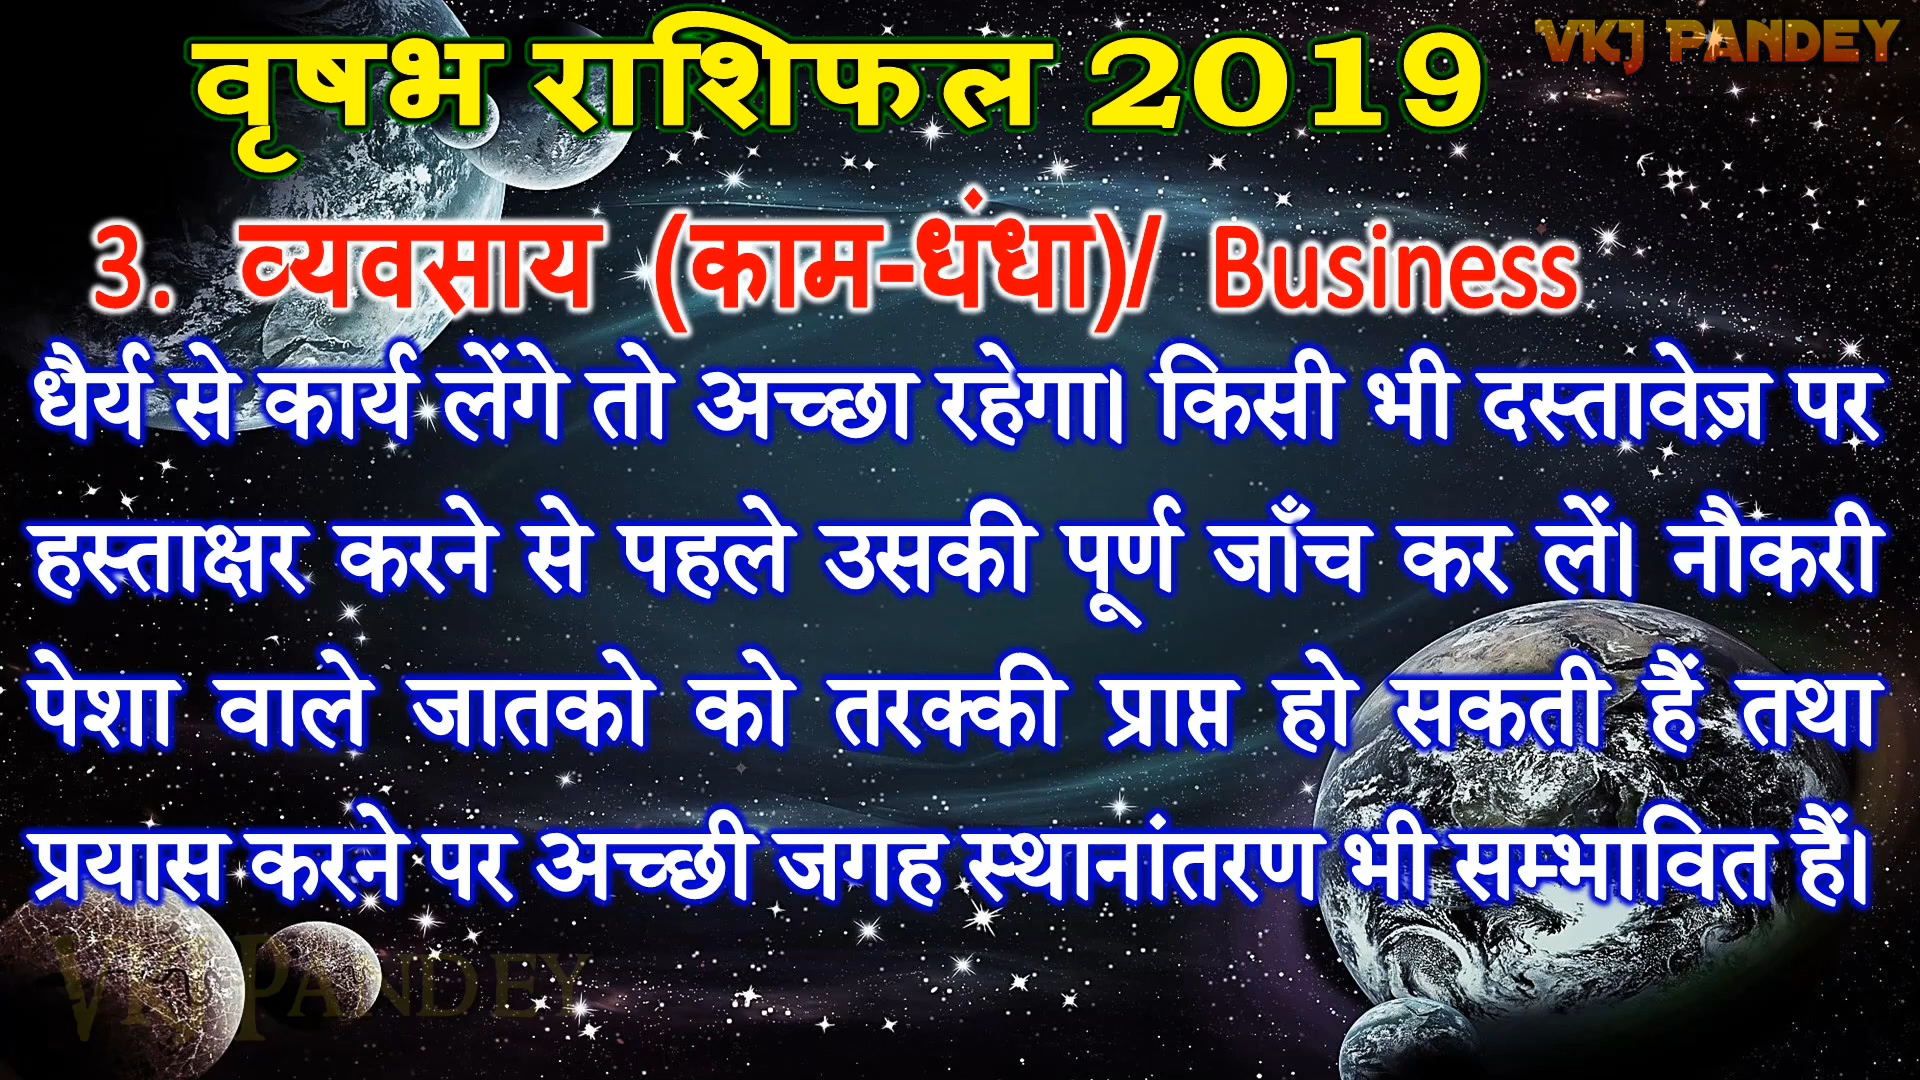 वृषभ राशिफल 2019
VKJ PANDEY
3. व्यवसाय (काम-धंधा)/ Business
धैर्य से कार्य लेंगे तो अच्छा रहेगा। किसी भी दस्तावेज़ पर
हस्ताक्षर करने से पहले उसकी पूर्ण जाँच कर लें। नौकरी
पेशा वाले जातको को तरक्की प्राप्त हो सकती हैं तथा
प्रयास करने पर अच्छी जगह स्थानांतरण भी सम्भावित हैं।
VKJ PANDEY